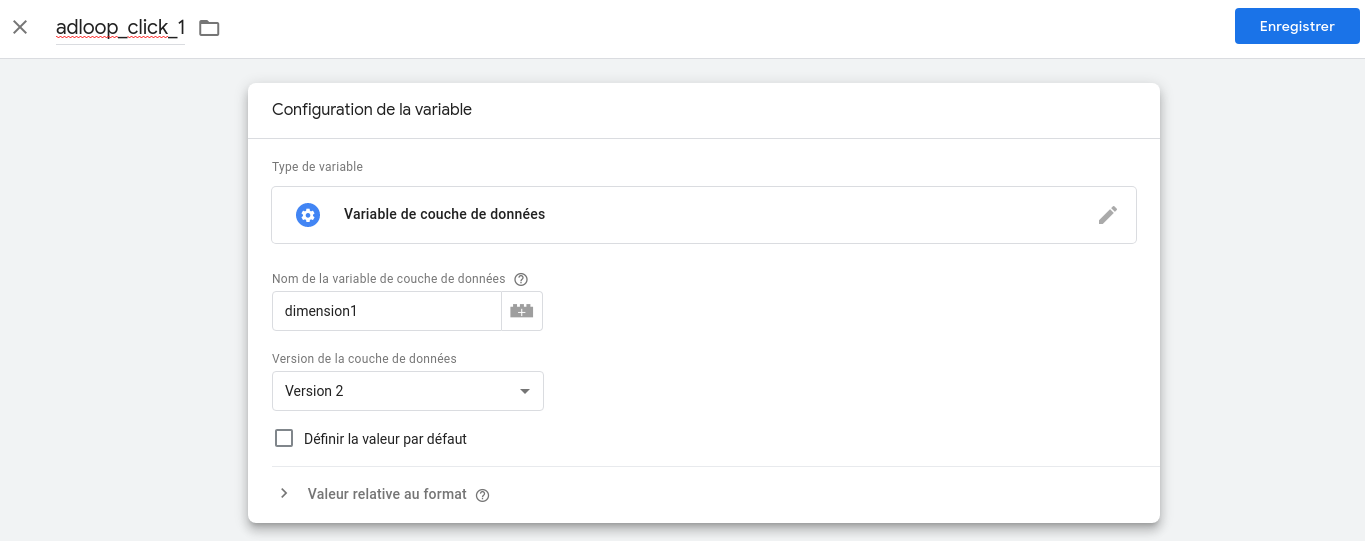 adloop_click_1
Enregistrer
Configuration de la variable
Type de variable
Variable de couche de données
Nom de la variable de couche de données
dimension1
Version de la couche de données
Version 2
Définir la valeur par défaut
Valeur relative au format